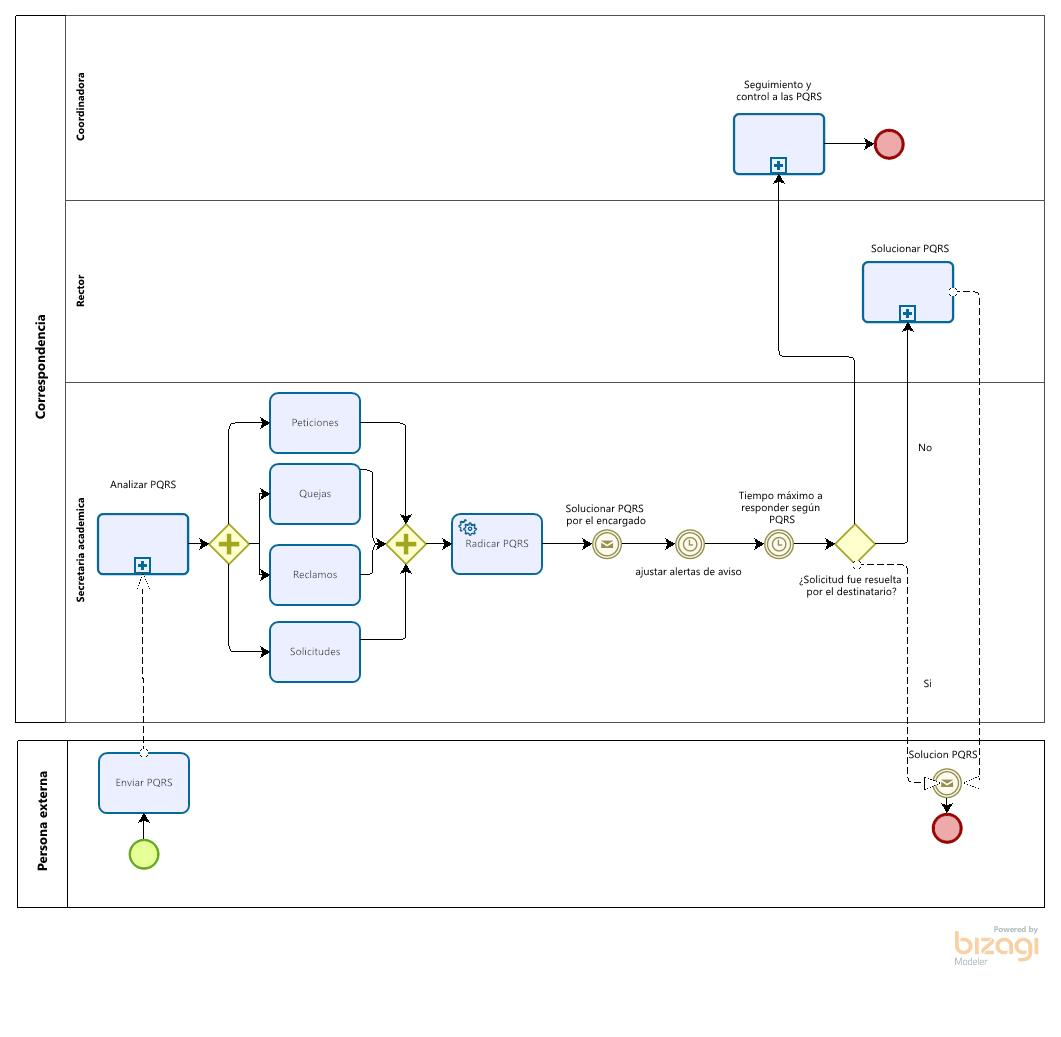 Correspondencia
Coordinadora
Seguimiento y
control a las PQRS
Rector
Solucionar PQRS
Secretaria academica
Analizar PQRS
Peticiones
Quejas
Reclamos
Solicitudes
Radicar PQRS
Solucionar PQRS
por el encargado
ajustar alertas de aviso
Tiempo máximo a
responder según
PQRS
¿Solicitud fue resuelta
por el destinatario?
No
Si
Persona externa
Enviar PQRS
Solucion PQRS
Powered by
bizagi
Modeler